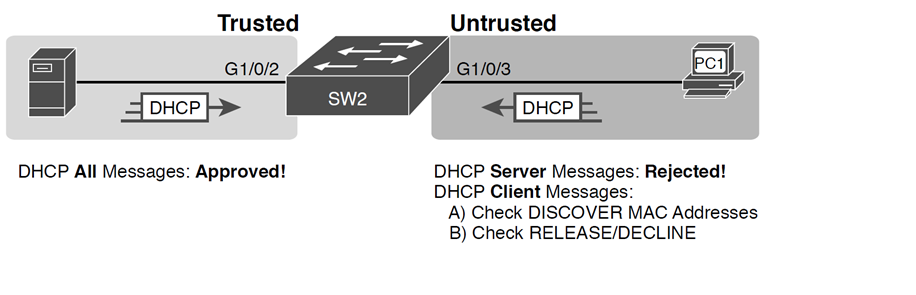 Trusted
Untrusted
G1/0/2
G1/0/3
PC1
DHCP
SW2
DHCP
DHCP All Messages: Approved!
DHCP Server Messages: Rejected!
DHCP Client Messages:
A) Check DISCOVER MAC Addresses
B) Check RELEASE/DECLINE